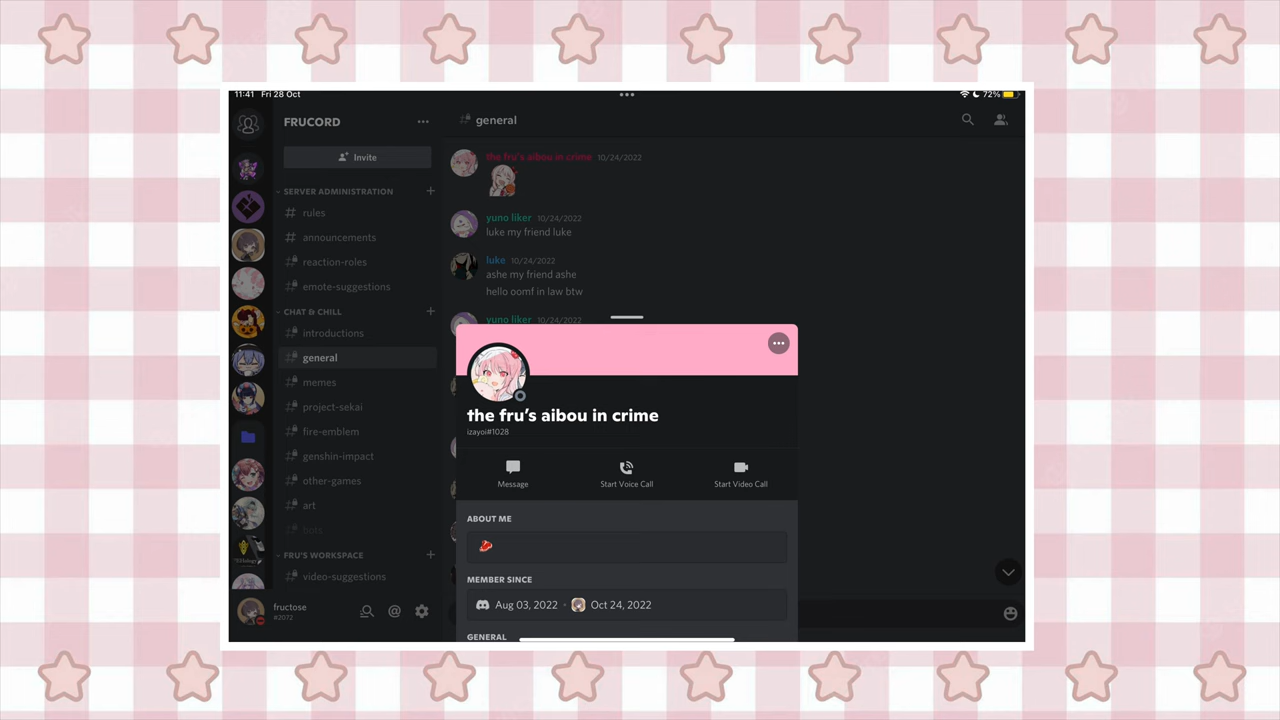 11:41 Fri 28 Oct
72%
FRUCORD
general
Invite
the fru's aibou in crime 10/24/2022
SERVER ADMINISTRATION
rules
yuno liker 10/24/2022
luke my friend luke
announcements
luke 10/24/2022
reaction-roles
ashe my friend ashe
emote-suggestions
hello oomf in law btw
CHAT & CHILL
yuno liker 10/24/2022
introductions
general
memes
project-sekai
fire-emblem
genshin-impact
other-games
art
bots
FRU'S WORKSPACE
video-suggestions
fructose
#2072
the fru's aibou in crime
izayoi#1028
Message
Start Voice Call
Start Video Call
ABOUT ME
MEMBER SINCE
Aug 03, 2022 • Oct 24, 2022
GENERAL